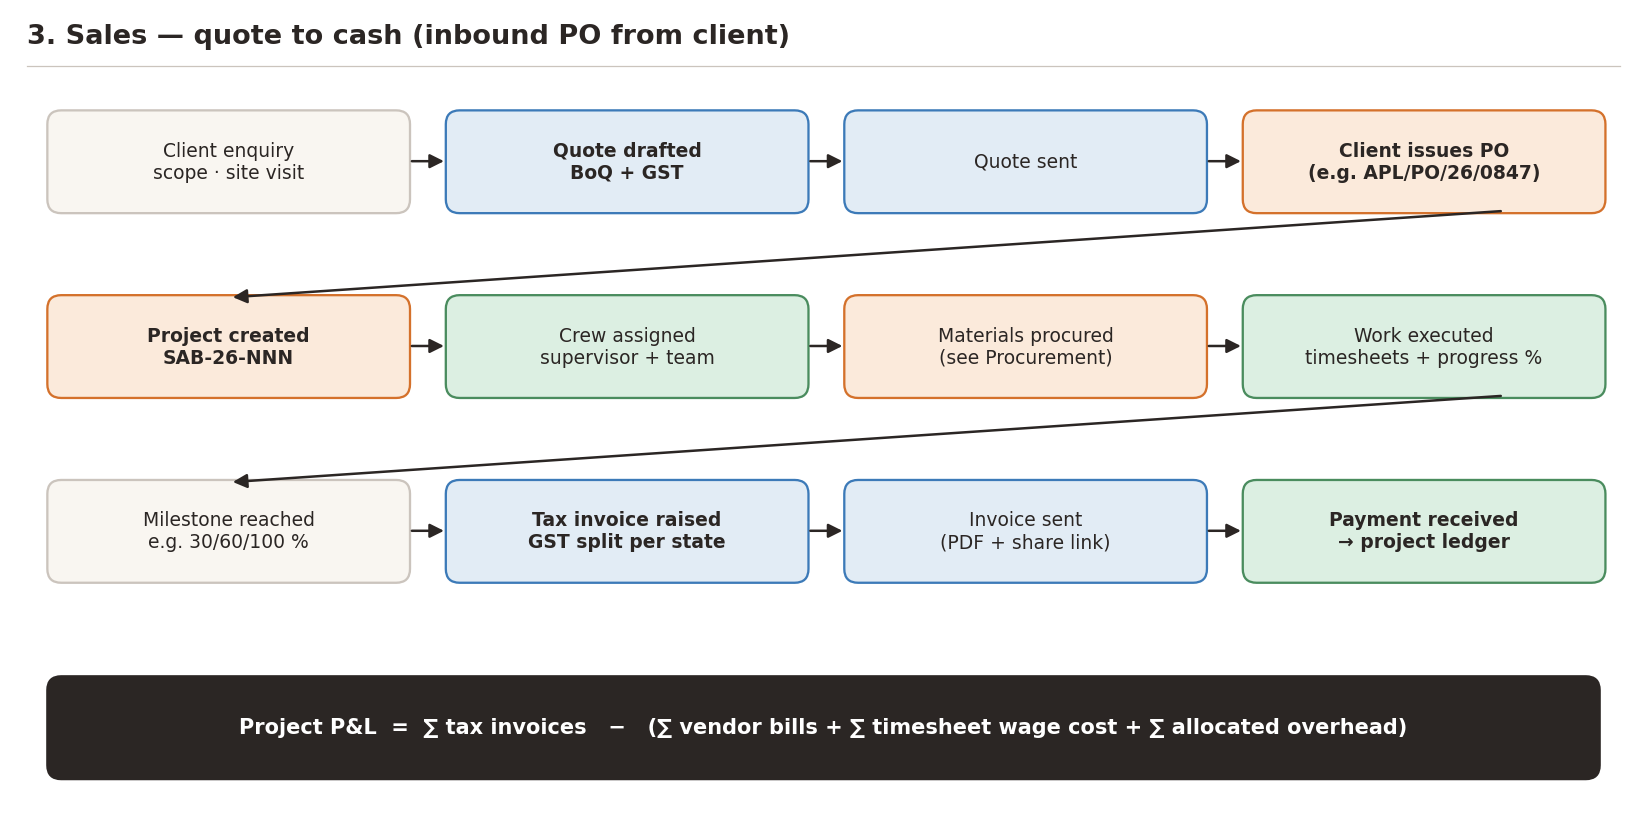 3. Sales — quote to cash (inbound PO from client)
Client enquiry
scope · site visit
Quote drafted
BoQ + GST
Quote sent
Client issues PO
(e.g. APL/PO/26/0847)
Project created
SAB-26-NNN
Crew assigned
supervisor + team
Materials procured
(see Procurement)
Work executed
timesheets + progress %
Milestone reached
e.g. 30/60/100 %
Tax invoice raised
GST split per state
Invoice sent
(PDF + share link)
Payment received
→ project ledger
Project P&L = ∑ tax invoices − (∑ vendor bills + ∑ timesheet wage cost + ∑ allocated overhead)